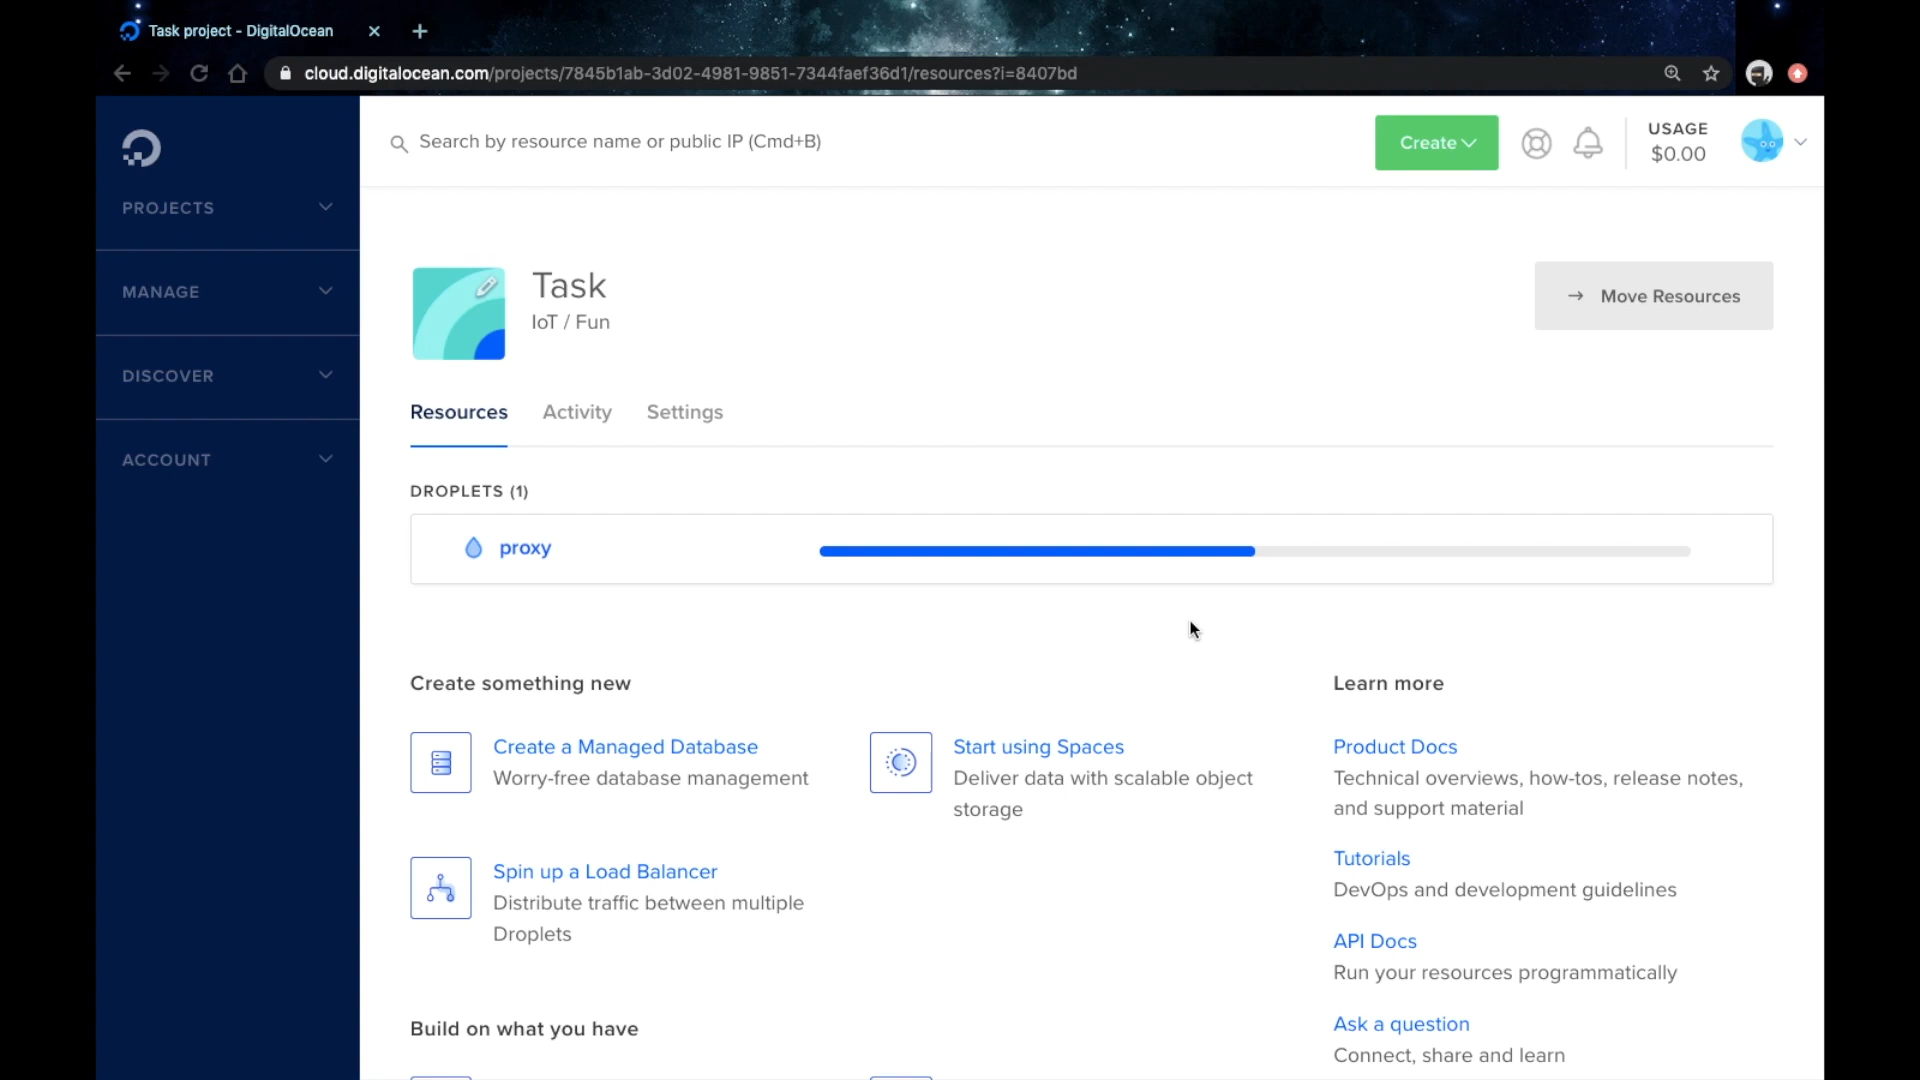 Task project - DigitalOcean
cloud.digitalocean.com/projects/7845b1ab-3d02-4981-9851-7344faef36d1/resources?i=8407bd
Search by resource name or public IP (Cmd+B)
Create
USAGE
$0.00
PROJECTS
MANAGE
DISCOVER
ACCOUNT
Task
IoT / Fun
Move Resources
Resources
Activity
Settings
DROPLETS (1)
proxy
Create something new
Create a Managed Database
Worry-free database management
Start using Spaces
Deliver data with scalable object
storage
Spin up a Load Balancer
Distribute traffic between multiple
Droplets
Build on what you have
Learn more
Product Docs
Technical overviews, how-tos, release notes,
and support material
Tutorials
DevOps and development guidelines
API Docs
Run your resources programmatically
Ask a question
Connect, share and learn